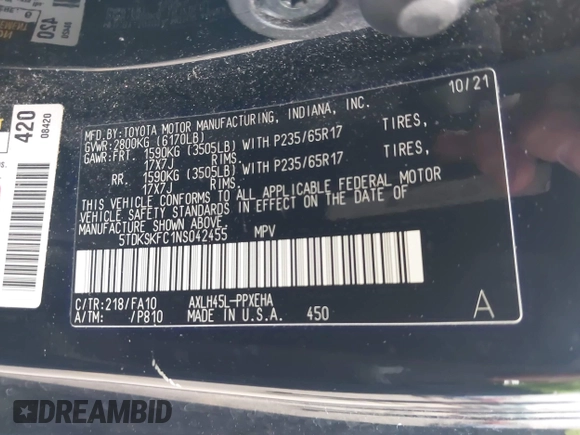 420
08420
10/21
MFD.BY:TOYOTA MOTOR MANUFACTURING, INDIANA, INC.
GVWR:2800KG (6170LB)
GAWR:FRT. 1590KG (3505LB) WITH P235/65R17 TIRES,
17X7J RIMS.
RR. 1590KG (3505LB) WITH P235/65R17 TIRES,
17X7J RIMS.
THIS VEHICLE CONFORMS TO ALL APPLICABLE FEDERAL MOTOR
VEHICLE SAFETY STANDARDS IN EFFECT ON THE DATE OF
MANUFACTURE SHOWN ABOVE.
5TDKSKFC1NS042455 MPV
C/TR:218/FA10 AXLH45L-PPXEHA
A/TM: /P810 MADE IN U.S.A. 450 A
DREAMBID